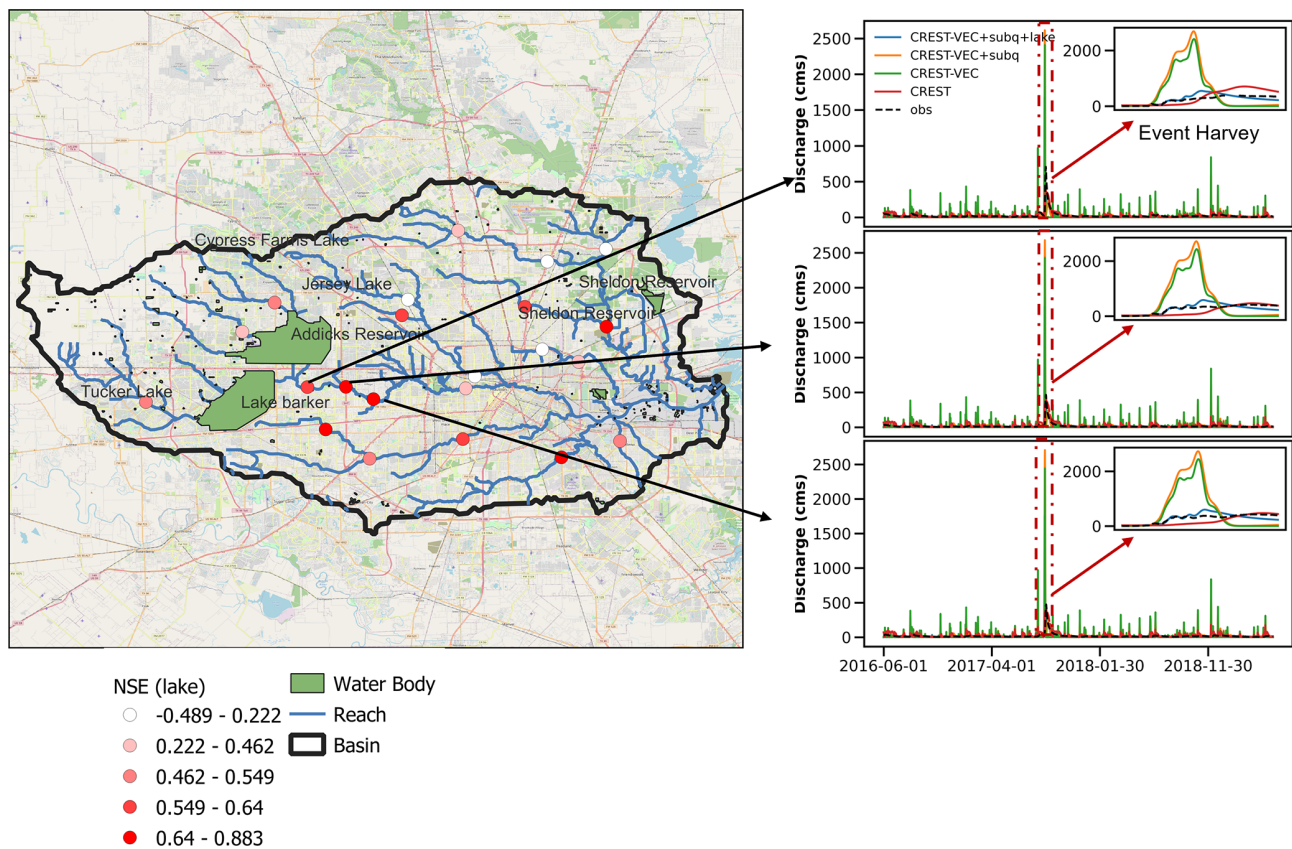 Cypress Farms Lake
Jersey Lake
Sheldon Reservoir
Sheldon Reservoir
Addicks Reservoir
Tucker Lake
Lake barker
NSE (lake)
-0.489 - 0.222
0.222 - 0.462
0.462 - 0.549
0.549 - 0.64
0.64 - 0.883
Water Body
Reach
Basin
Discharge (cms)
2500
2000
1500
1000
500
0
CREST-VEC+subq+lake
CREST-VEC+subq
CREST-VEC
CREST
obs
2000
0
Event Harvey
Discharge (cms)
2500
2000
1500
1000
500
0
2000
0
Discharge (cms)
2500
2000
1500
1000
500
0
2000
0
2016-06-01
2017-04-01
2018-01-30
2018-11-30